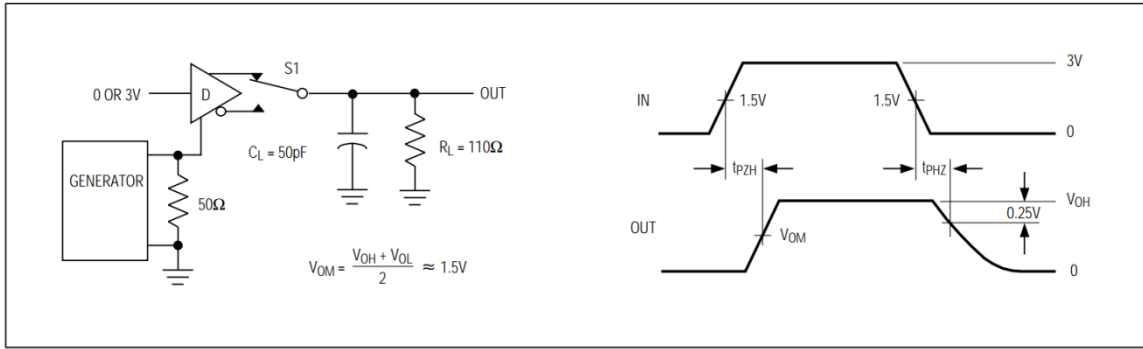 S1
0 OR 3V
D
OUT
GENERATOR
50Ω
C_L = 50pF
R_L = 110Ω
V_OM = (V_OH + V_OL) / 2 ≈ 1.5V
3V
IN
1.5V
1.5V
0
t_PZH
t_PHZ
V_OH
0.25V
OUT
V_OM
0